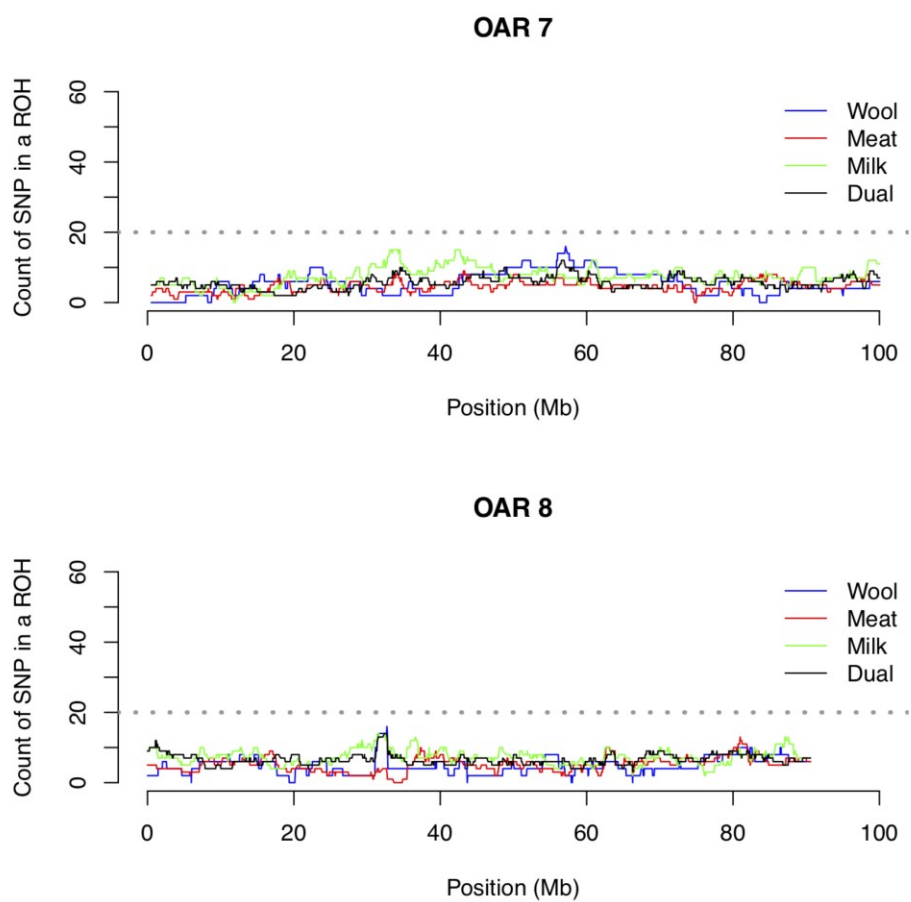 OAR 7
Count of SNP in a ROH
60
40
20
0
Wool
Meat
Milk
Dual
0 20 40 60 80 100
Position (Mb)
OAR 8
Count of SNP in a ROH
60
40
20
0
Wool
Meat
Milk
Dual
0 20 40 60 80 100
Position (Mb)